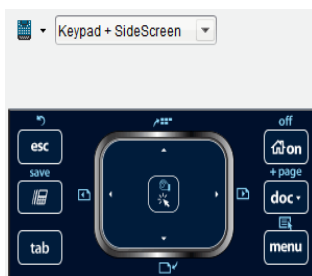 Keypad + SideScreen
off
esc
on
save
+ page
doc
tab
menu